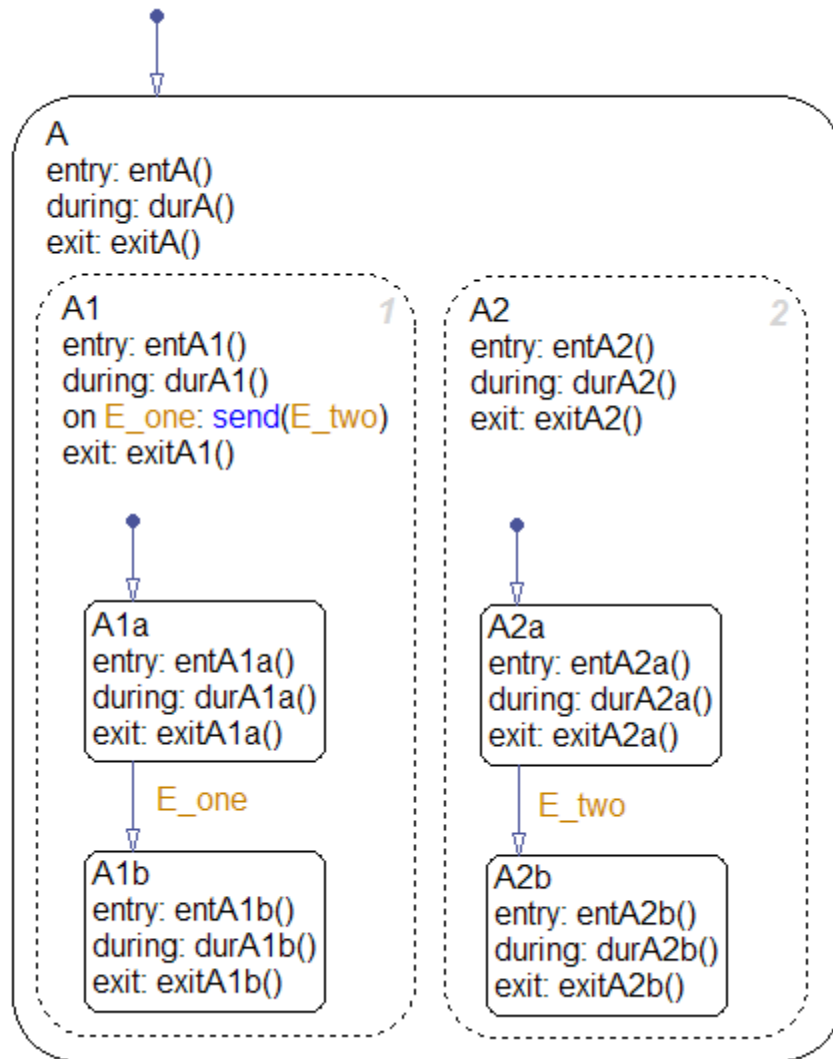 A
entry: entA()
during: durA()
exit: exitA()
A1
1
entry: entA1()
during: durA1()
on E_one: send(E_two)
exit: exitA1()
A1a
entry: entA1a()
during: durA1a()
exit: exitA1a()
E_one
A1b
entry: entA1b()
during: durA1b()
exit: exitA1b()
A2
2
entry: entA2()
during: durA2()
exit: exitA2()
A2a
entry: entA2a()
during: durA2a()
exit: exitA2a()
E_two
A2b
entry: entA2b()
during: durA2b()
exit: exitA2b()